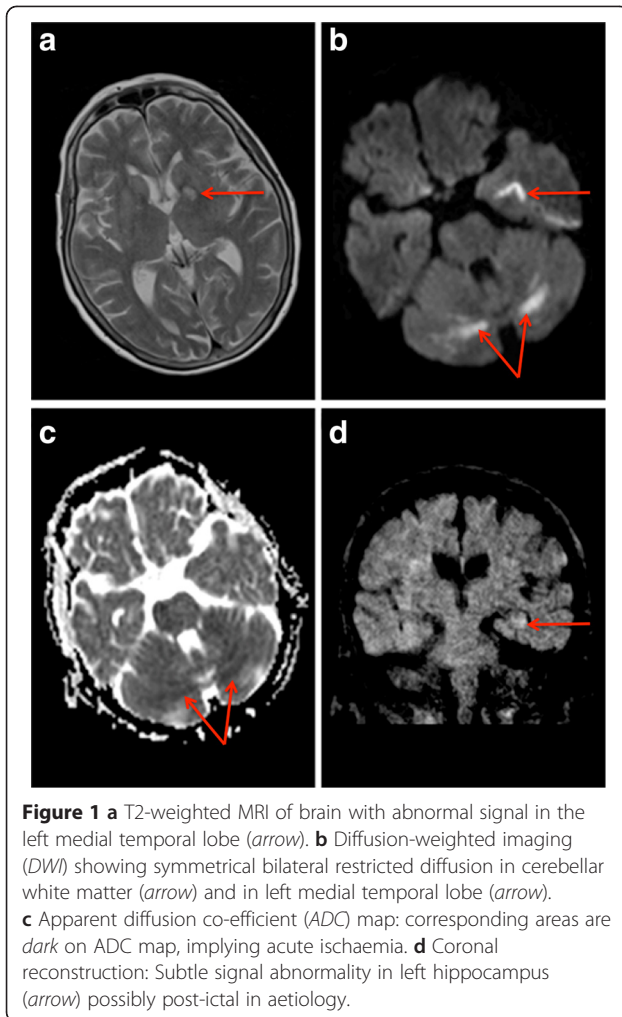 a
b
c
d
Figure 1 a T2-weighted MRI of brain with abnormal signal in the
left medial temporal lobe (arrow). b Diffusion-weighted imaging
(DWI) showing symmetrical bilateral restricted diffusion in cerebellar
white matter (arrow) and in left medial temporal lobe (arrow).
c Apparent diffusion co-efficient (ADC) map: corresponding areas are
dark on ADC map, implying acute ischaemia. d Coronal
reconstruction: Subtle signal abnormality in left hippocampus
(arrow) possibly post-ictal in aetiology.